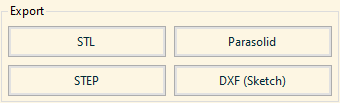 Export
STL
Parasolid
STEP
DXF (Sketch)